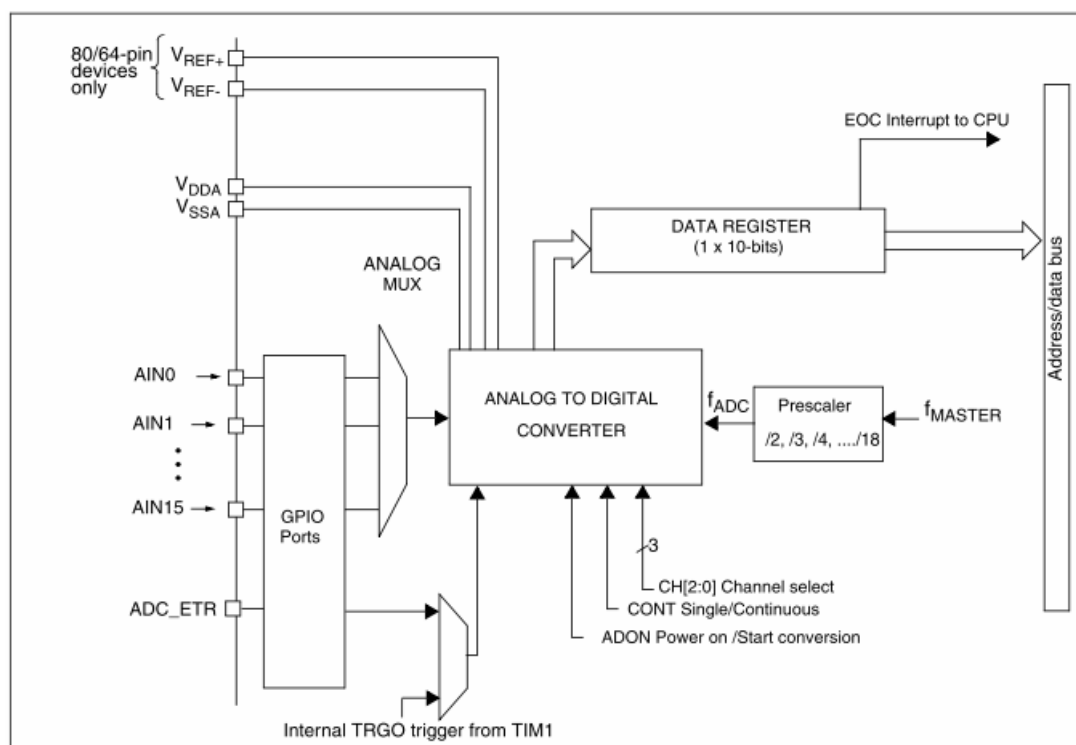 80/64-pin
devices
only
VREF+
VREF-
VDDA
VSSA
EOC Interrupt to CPU
DATA REGISTER
(1 x 10-bits)
Address/data bus
ANALOG
MUX
AIN0
AIN1
AIN15
GPIO
Ports
ANALOG TO DIGITAL
CONVERTER
fADC
Prescaler
/2, /3, /4, ..../18
fMASTER
3
CH[2:0] Channel select
CONT Single/Continuous
ADON Power on /Start conversion
ADC_ETR
Internal TRGO trigger from TIM1